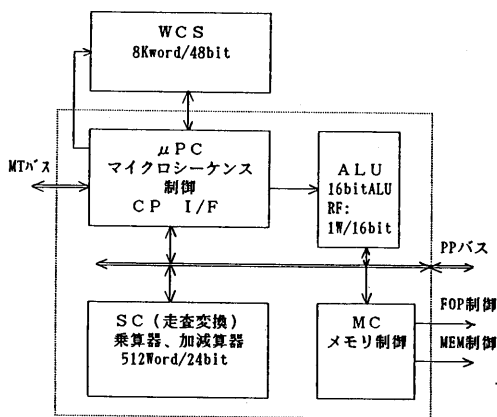 WCS
8Kword/48bit
μPC
マイクロシーケンス
制御
CP I/F
MTバス
ALU
16bitALU
RF:
1W/16bit
PPバス
SC(走査変換)
乗算器、加減算器
512Word/24bit
MC
メモリ制御
FOP制御
MEM制御